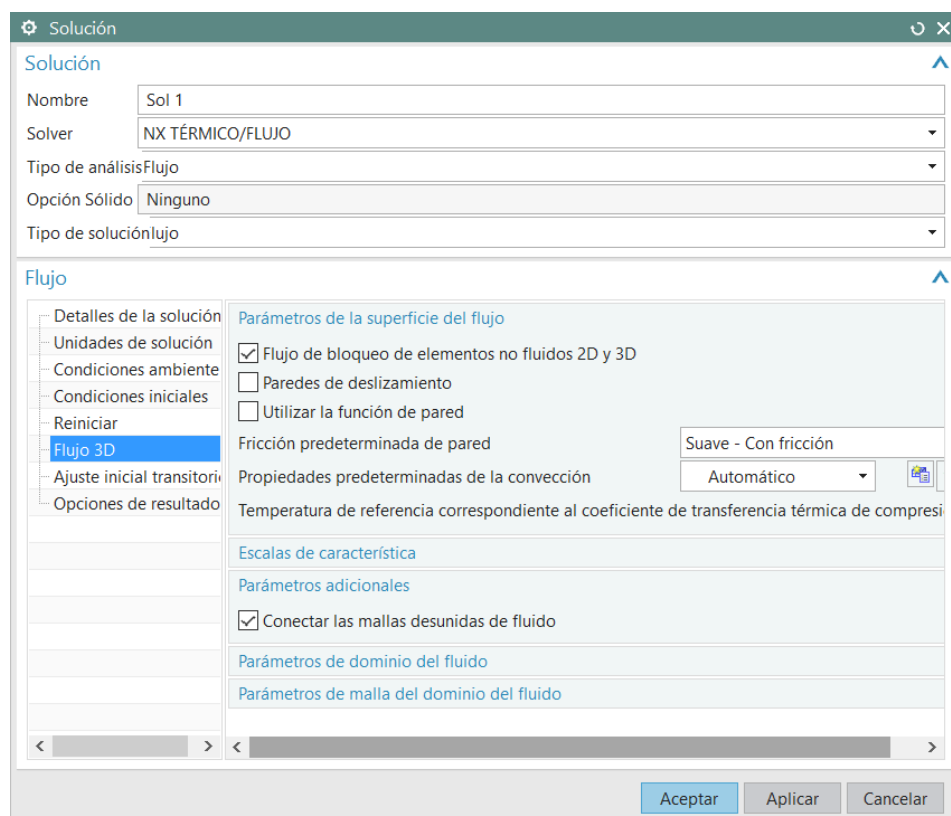 Solución
Solución
Nombre Sol 1
Solver NX TÉRMICO/FLUJO
Tipo de análisis Flujo
Opción Sólido Ninguno
Tipo de solución lujo
Flujo
Detalles de la solución
Unidades de solución
Condiciones ambiente
Condiciones iniciales
Reiniciar
Flujo 3D
Ajuste inicial transitori
Opciones de resultado
Parámetros de la superficie del flujo
Flujo de bloqueo de elementos no fluidos 2D y 3D
Paredes de deslizamiento
Utilizar la función de pared
Fricción predeterminada de pared Suave - Con fricción
Propiedades predeterminadas de la convección Automático
Temperatura de referencia correspondiente al coeficiente de transferencia térmica de compresi
Escalas de característica
Parámetros adicionales
Conectar las mallas desunidas de fluido
Parámetros de dominio del fluido
Parámetros de malla del dominio del fluido
Aceptar Aplicar Cancelar